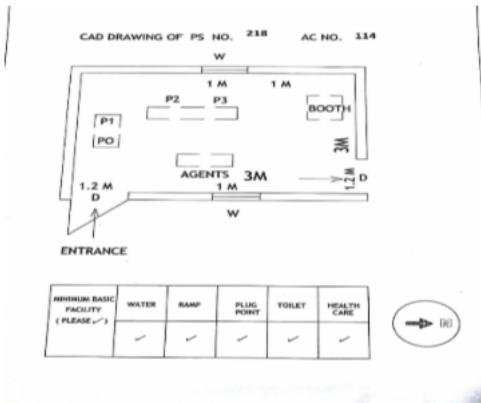 CAD DRAWING OF PS NO. 218 AC NO. 114
W
1 M 1 M
P2 P3
BOOTH
P1
PO
3M
AGENTS 3M
1.2 M 1 M 1.2 M D
D
W
ENTRANCE
MINIMUM BASIC FACILITY ( PLEASE ✓ ) WATER RAMP PLUG POINT TOILET HEALTH CARE
✓ ✓ ✓ ✓ ✓